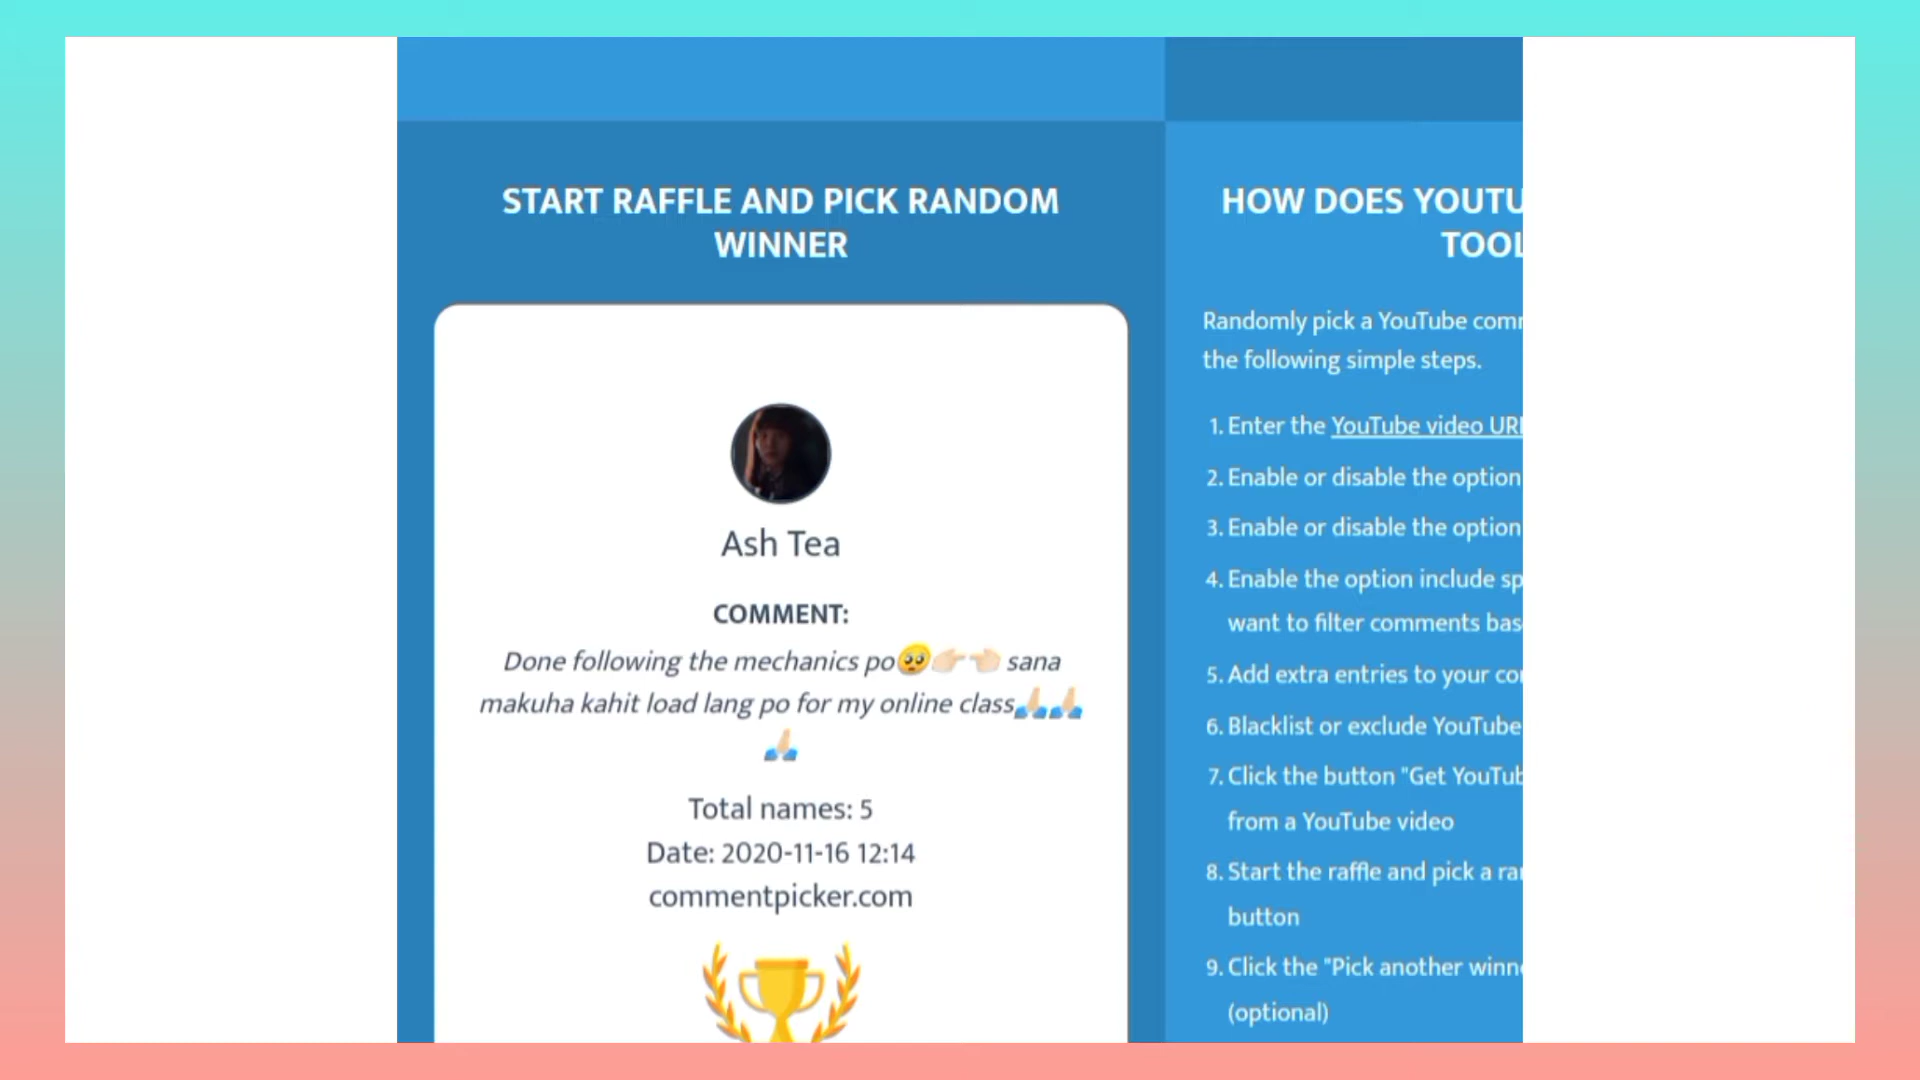 START RAFFLE AND PICK RANDOM
WINNER
Ash Tea
COMMENT:
Done following the mechanics po🥺👉🏻👈🏻 sana
makuha kahit load lang po for my online class🙏🏻🙏🏻
🙏🏻
Total names: 5
Date: 2020-11-16 12:14
commentpicker.com
HOW DOES YOUTU
TOOL
Randomly pick a YouTube com
the following simple steps.
1. Enter the YouTube video URL
2. Enable or disable the option
3. Enable or disable the option
4. Enable the option include sp
want to filter comments bas
5. Add extra entries to your co
6. Blacklist or exclude YouTube
7. Click the button "Get YouTub
from a YouTube video
8. Start the raffle and pick a ra
button
9. Click the "Pick another winn
(optional)